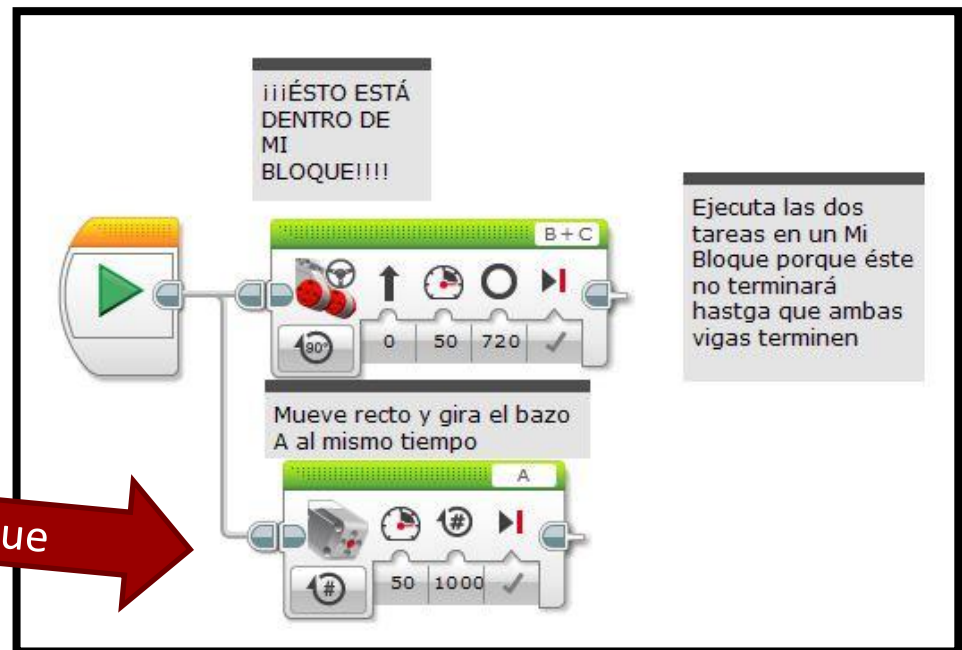 ¡¡¡ÉSTO ESTÁ
DENTRO DE
MI
BLOQUE!!!!
B+C
90°
0 50 720
Ejecuta las dos
tareas en un Mi
Bloque porque éste
no terminará
hastga que ambas
vigas terminen
Mueve recto y gira el bazo
A al mismo tiempo
A
#
#
50 1000
ue